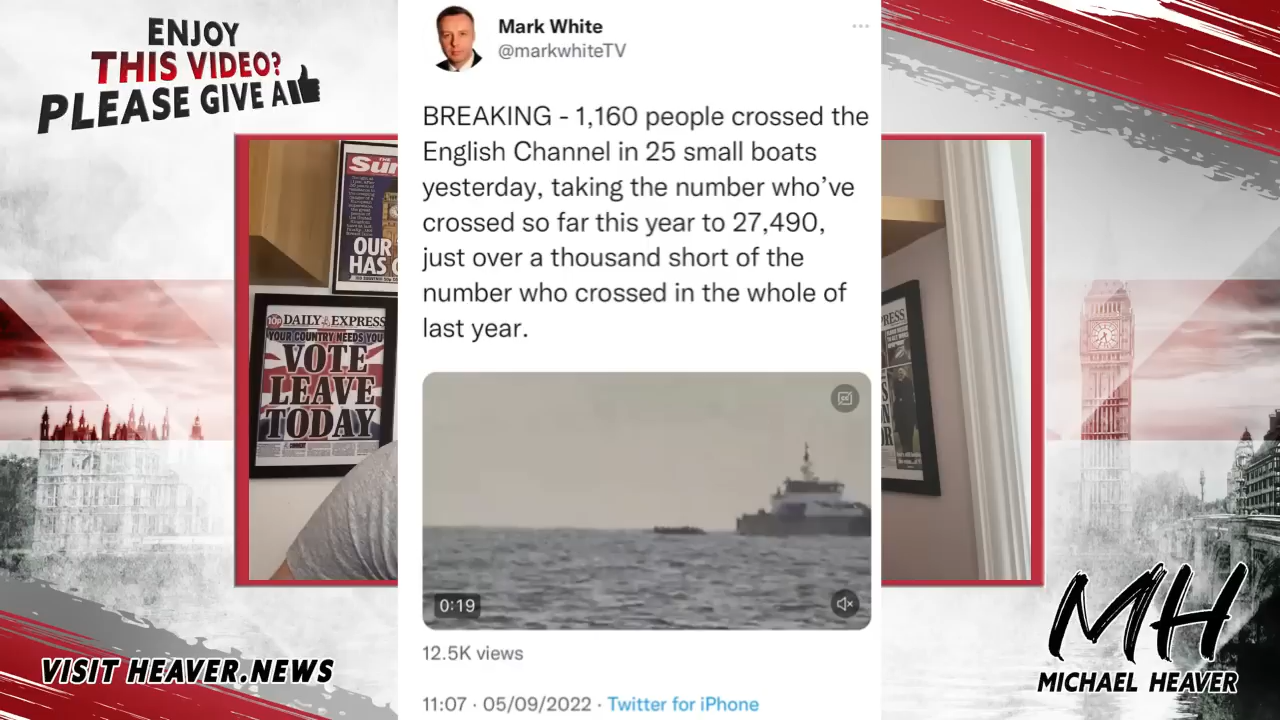 ENJOY
THIS VIDEO?
PLEASE GIVE A
Mark White
@markwhiteTV
BREAKING - 1,160 people crossed the
English Channel in 25 small boats
yesterday, taking the number who've
crossed so far this year to 27,490,
just over a thousand short of the
number who crossed in the whole of
last year.
0:19
12.5K views
11:07 · 05/09/2022 · Twitter for iPhone
THE
Sun
OUR
HAS
10p DAILY EXPRESS
YOUR COUNTRY NEEDS YOU
VOTE
LEAVE
TODAY
RESS
VISIT HEAVER.NEWS
MH
MICHAEL HEAVER